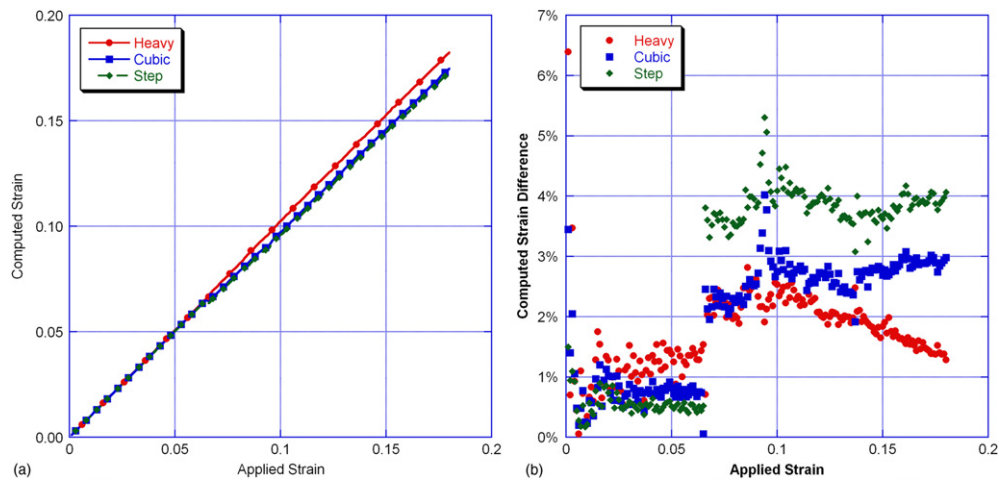 0.20
0.15
0.10
0.05
0.00
Computed Strain
Heavy
Cubic
Step
0
0.05
0.1
0.15
0.2
(a)
Applied Strain
7%
6%
5%
4%
3%
2%
1%
0%
Computed Strain Difference
Heavy
Cubic
Step
0
0.05
0.1
0.15
0.2
(b)
Applied Strain